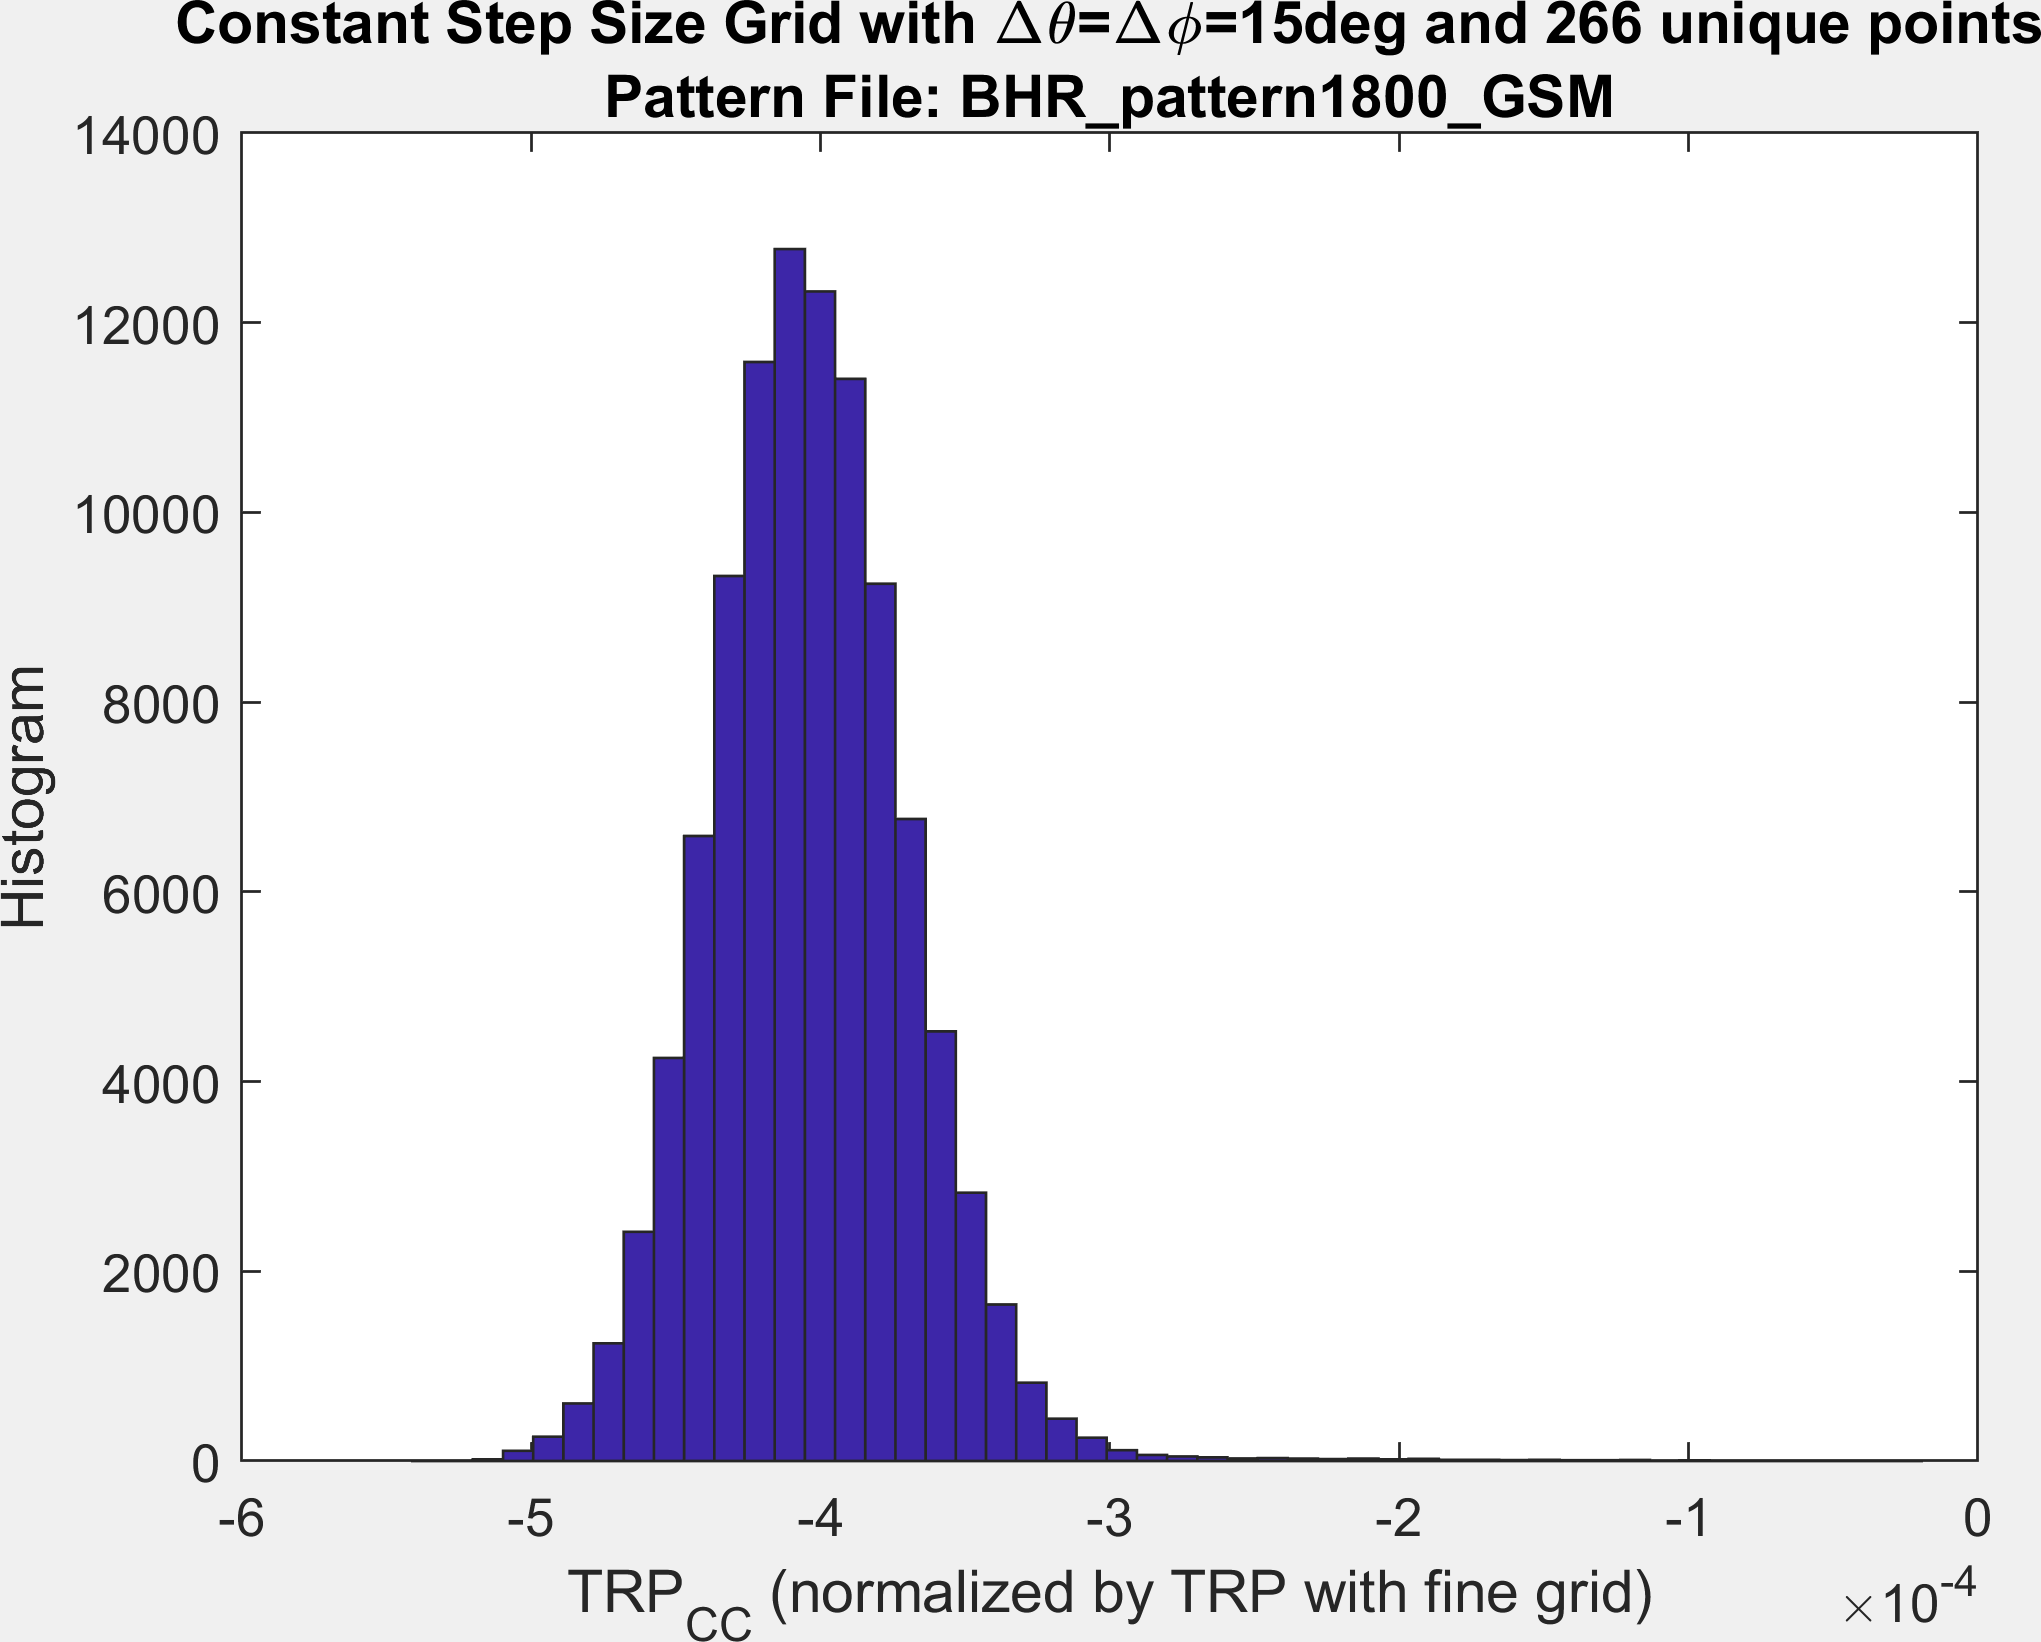 Constant Step Size Grid with Δθ=Δϕ=15deg and 266 unique points
Pattern File: BHR_pattern1800_GSM
14000
12000
10000
8000
6000
4000
2000
0
Histogram
-6 -5 -4 -3 -2 -1 0
TRP_CC (normalized by TRP with fine grid)
×10^-4